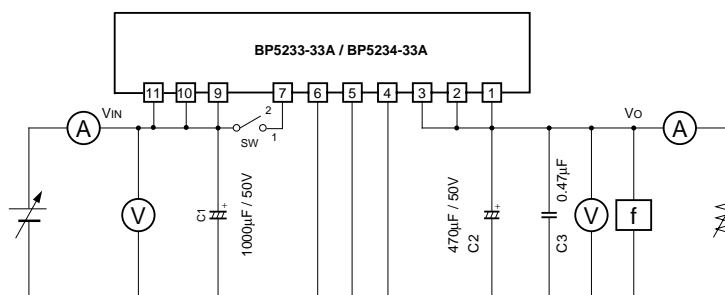 BP5233-33A / BP5234-33A
11 10 9 7 6 5 4 3 2 1
A VIN 2 VO A
SW 1
V C1 + 1000μF / 50V 470μF / 50V + C2 0.47μF C3 V f